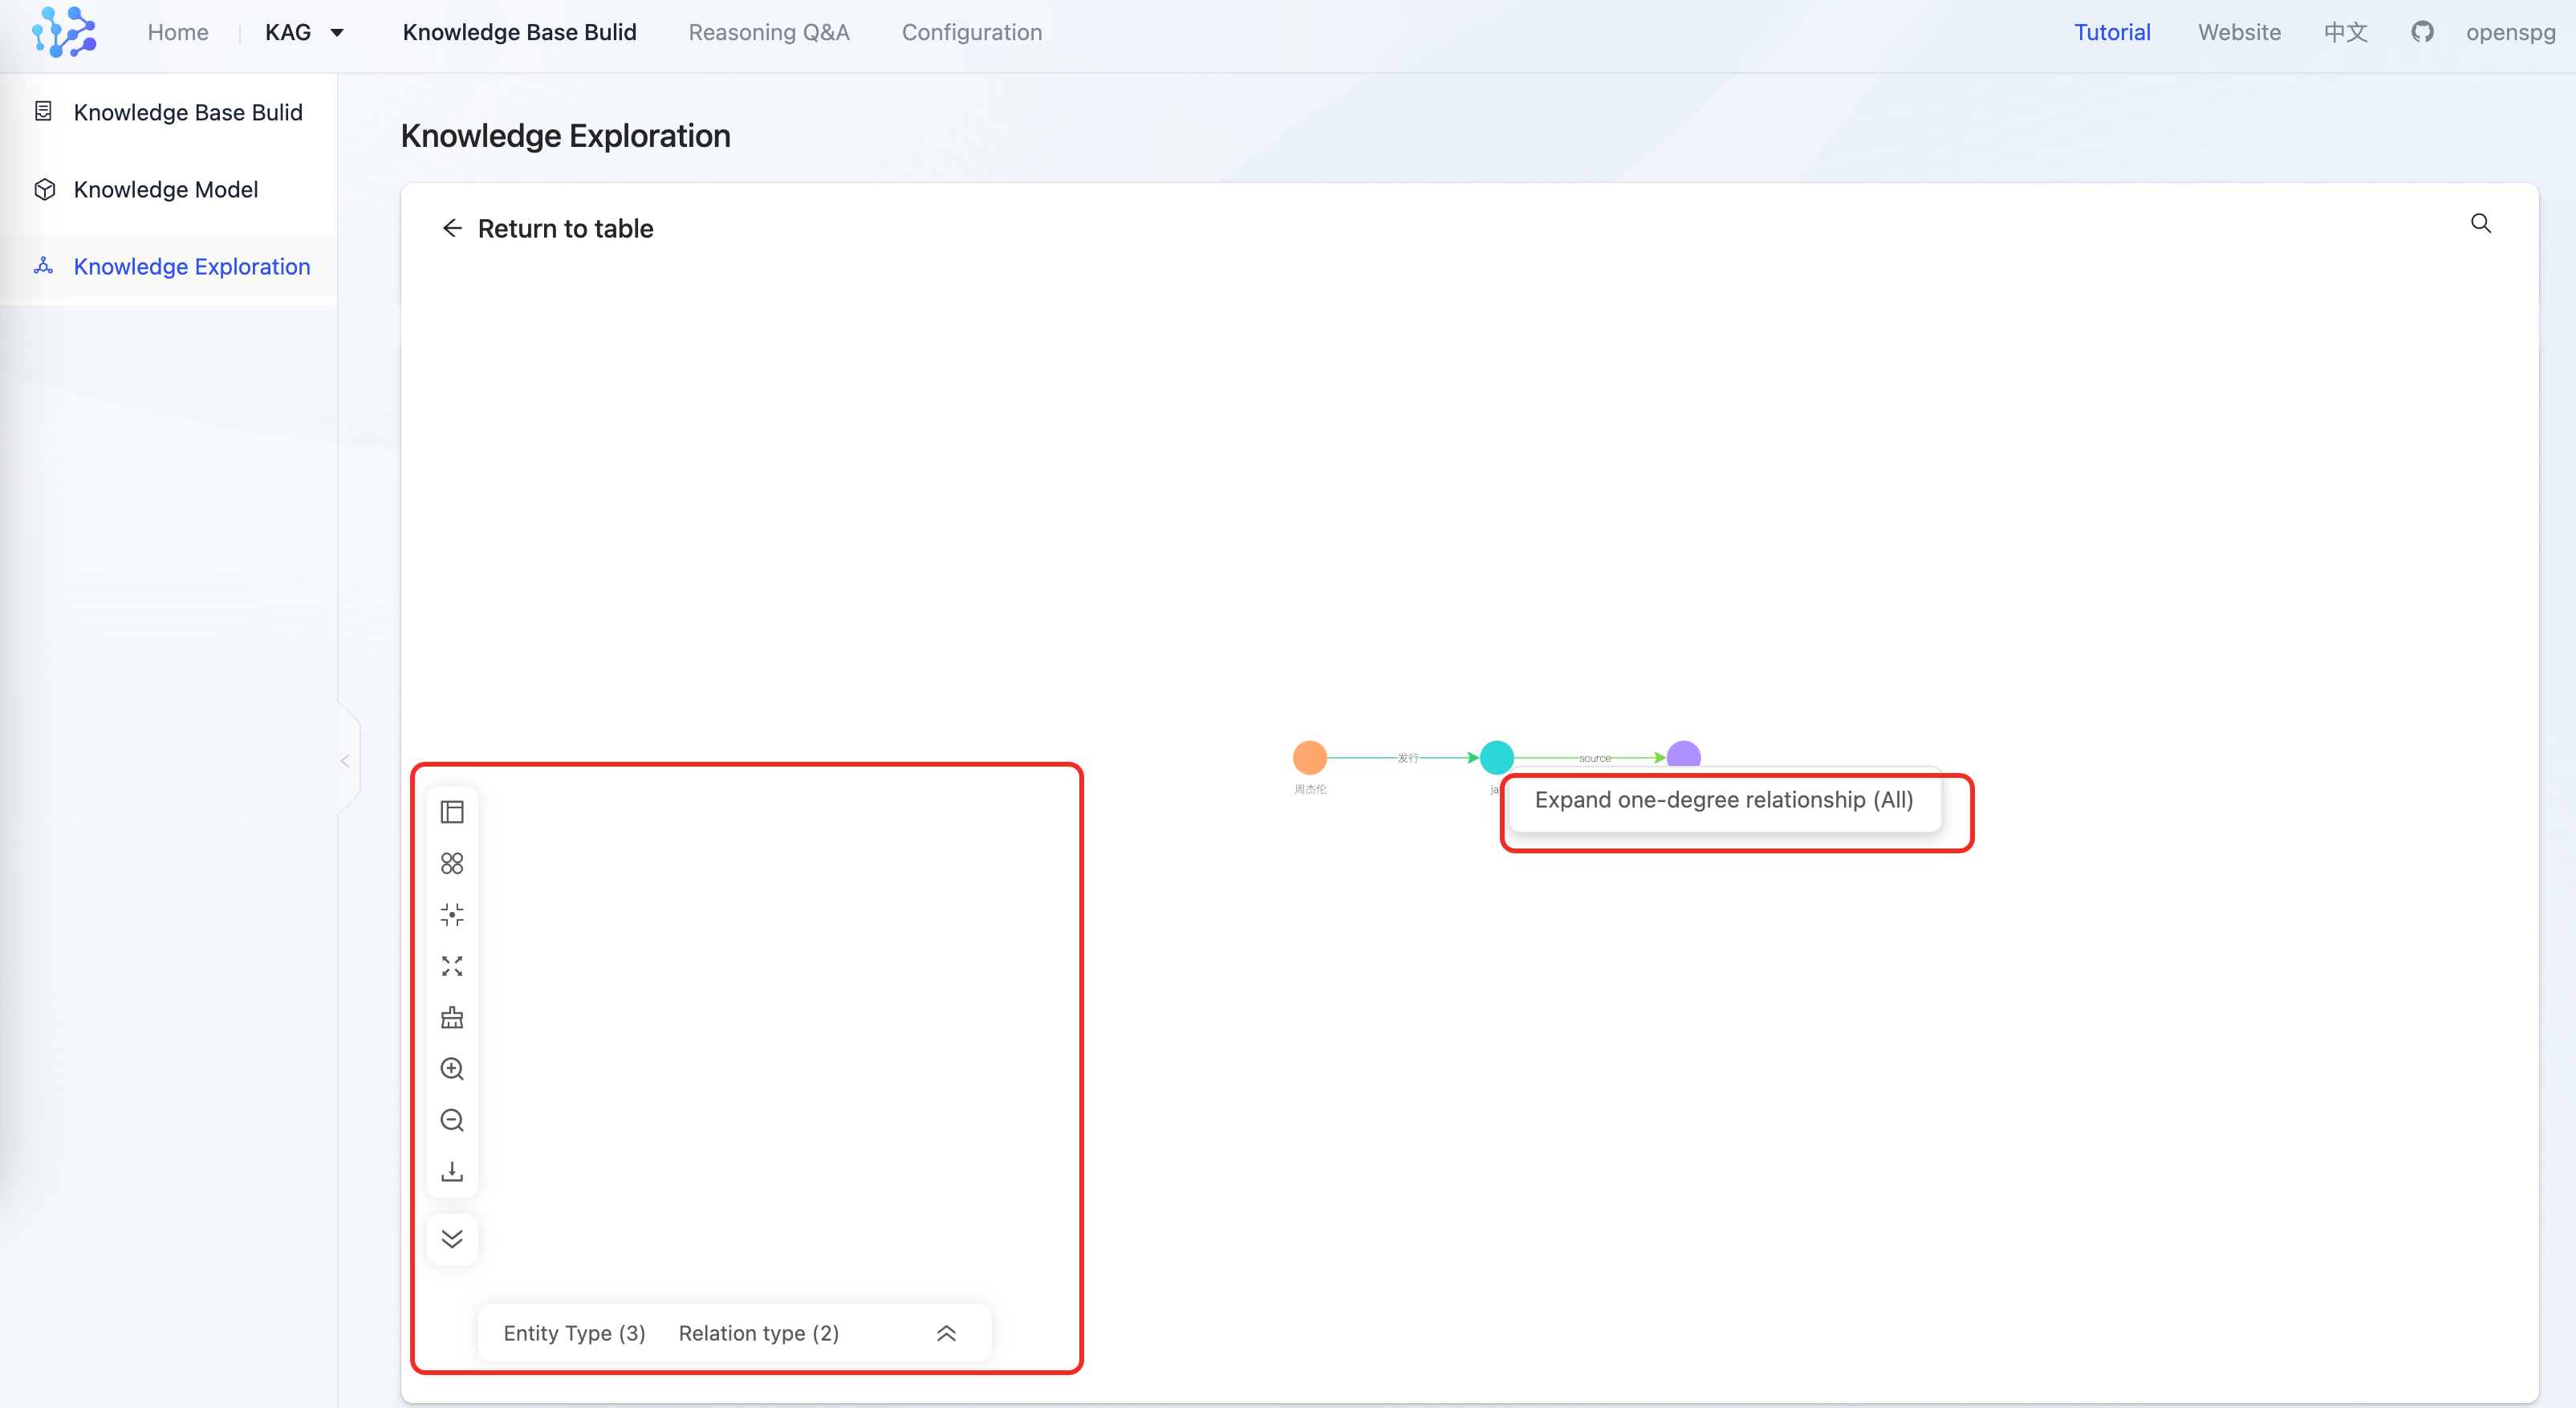 Home | KAG Knowledge Base Bulid Reasoning Q&A Configuration Tutorial Website 中文 openspg
Knowledge Base Bulid
Knowledge Model
Knowledge Exploration
Knowledge Exploration
Return to table
发行 source
周杰伦 ja
Expand one-degree relationship (All)
Entity Type (3) Relation type (2)